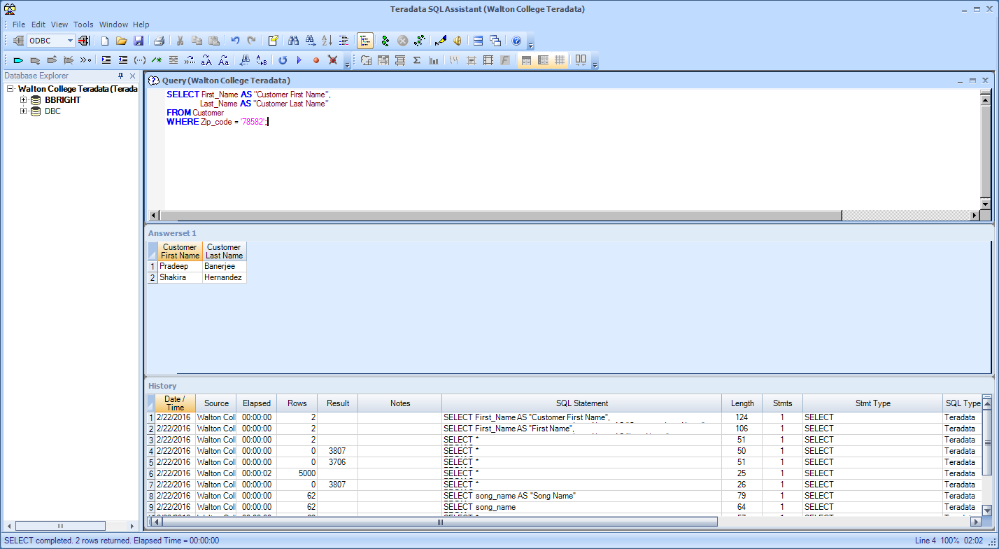 Teradata SQL Assistant (Walton College Teradata)
File Edit View Tools Window Help
ODBC
Database Explorer
Walton College Teradata (Terada
BBRIGHT
DBC
Query (Walton College Teradata)
SELECT First_Name AS "Customer First Name",
Last_Name AS "Customer Last Name"
FROM Customer
WHERE Zip_code = '78582';
Answerset 1
Customer First Name Customer Last Name
1 Pradeep Banerjee
2 Shakira Hernandez
History
Date / Time Source Elapsed Rows Result Notes SQL Statement Length Stmts Stmt Type SQL Type
1 2/22/2016 Walton Coll 00:00:00 2 SELECT First_Name AS "Customer First Name", 124 1 SELECT Teradata
2 2/22/2016 Walton Coll 00:00:00 2 SELECT First_Name AS "First Name", 106 1 SELECT Teradata
3 2/22/2016 Walton Coll 00:00:00 2 SELECT * 51 1 SELECT Teradata
4 2/22/2016 Walton Coll 00:00:00 0 3807 SELECT * 50 1 SELECT Teradata
5 2/22/2016 Walton Coll 00:00:00 0 3706 SELECT * 51 1 SELECT Teradata
6 2/22/2016 Walton Coll 00:00:02 5000 SELECT * 25 1 SELECT Teradata
7 2/22/2016 Walton Coll 00:00:00 0 3807 SELECT * 26 1 SELECT Teradata
8 2/22/2016 Walton Coll 00:00:00 62 SELECT song_name AS "Song Name" 79 1 SELECT Teradata
9 2/22/2016 Walton Coll 00:00:00 62 SELECT song_name 64 1 SELECT Teradata
SELECT completed. 2 rows returned. Elapsed Time = 00:00:00 Line 4 100% 02:02